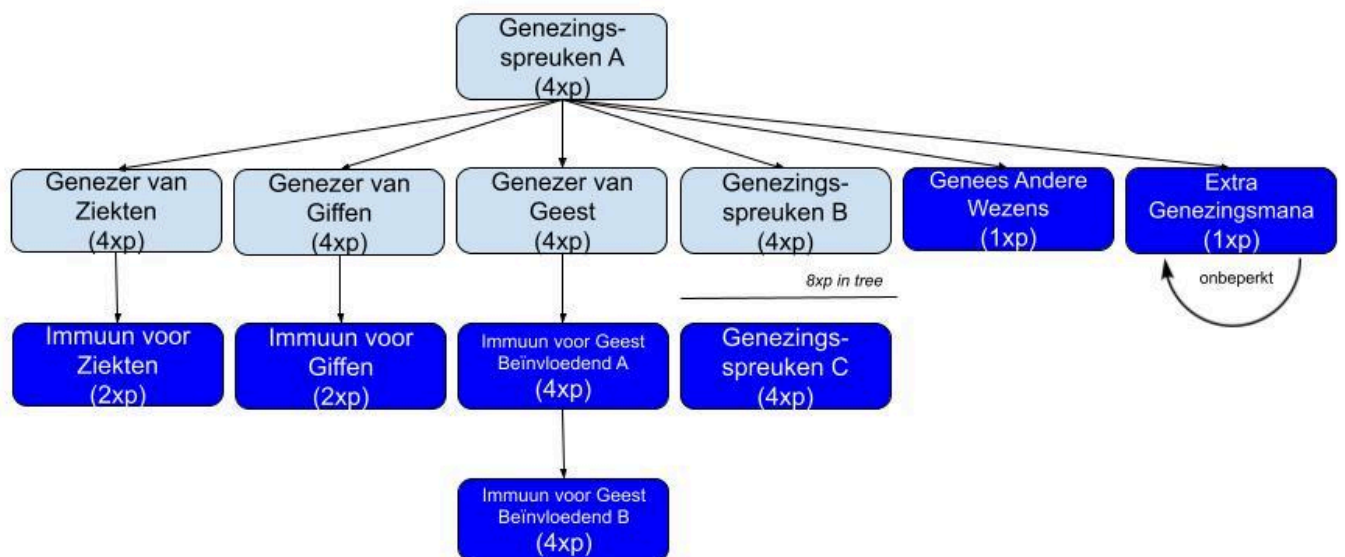 Genezings-
spreuken A
(4xp)
Genezer van
Ziekten
(4xp)
Genezer van
Giffen
(4xp)
Genezer van
Geest
(4xp)
Genezings-
spreuken B
(4xp)
Genees Andere
Wezens
(1xp)
Extra
Genezingsmana
(1xp)
8xp in tree
onbeperkt
Immuun voor
Ziekten
(2xp)
Immuun voor
Giffen
(2xp)
Immuun voor Geest
Beïnvloedend A
(4xp)
Genezings-
spreuken C
(4xp)
Immuun voor Geest
Beïnvloedend B
(4xp)